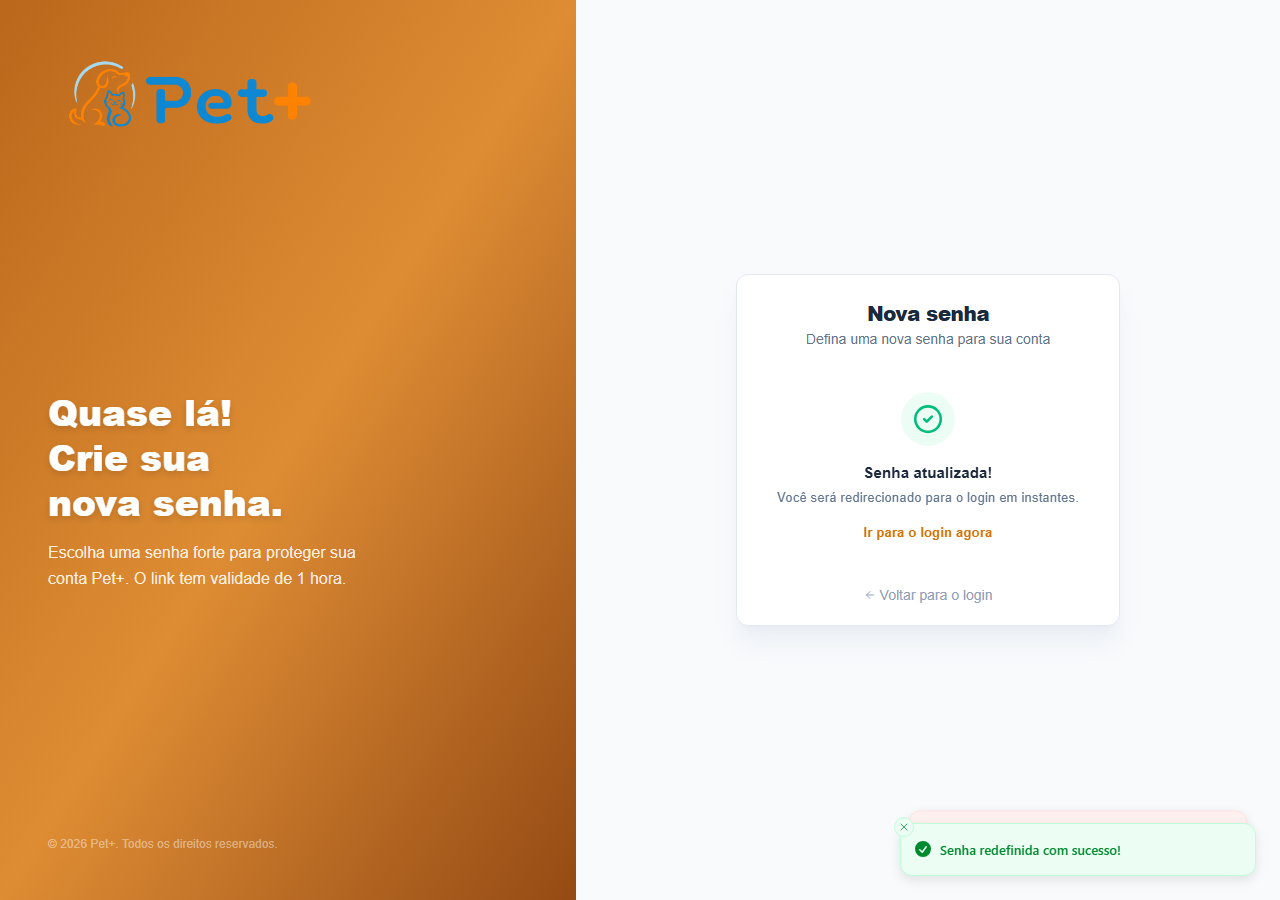 Pet+
Quase lá!
Crie sua
nova senha.
Escolha uma senha forte para proteger sua
conta Pet+. O link tem validade de 1 hora.
© 2026 Pet+. Todos os direitos reservados.
Nova senha
Defina uma nova senha para sua conta
Senha atualizada!
Você será redirecionado para o login em instantes.
Ir para o login agora
← Voltar para o login
Senha redefinida com sucesso!